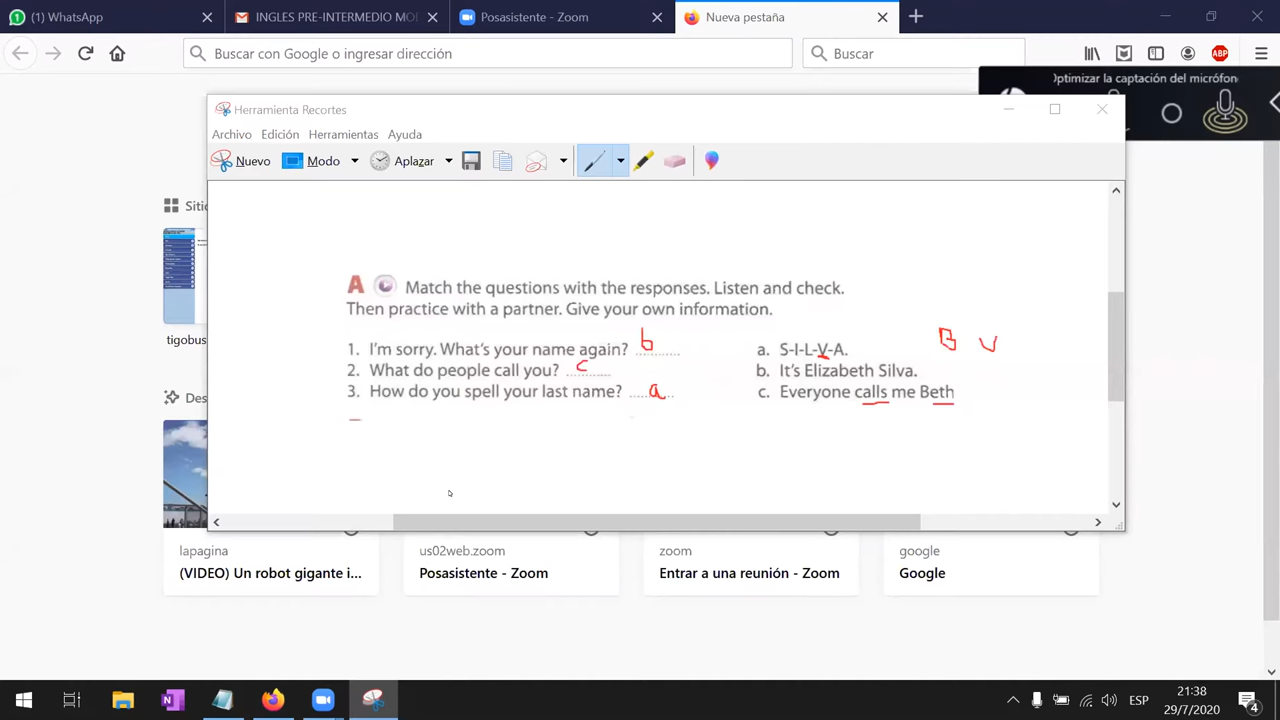 (1) WhatsApp
INGLES PRE-INTERMEDIO MO
Posasistente - Zoom
Nueva pestaña
Buscar con Google o ingresar dirección
Buscar
ABP
Optimizar la captación del micrófon
Herramienta Recortes
Archivo Edición Herramientas Ayuda
Nuevo Modo Aplazar
Sitio
A Match the questions with the responses. Listen and check.
Then practice with a partner. Give your own information.
1. I'm sorry. What's your name again? b a. S-I-L-V-A. B V
2. What do people call you? c b. It's Elizabeth Silva.
3. How do you spell your last name? a c. Everyone calls me Beth
tigobus
lapagina us02web.zoom zoom google
(VIDEO) Un robot gigante i... Posasistente - Zoom Entrar a una reunión - Zoom Google
Des
ESP
21:38
29/7/2020
4